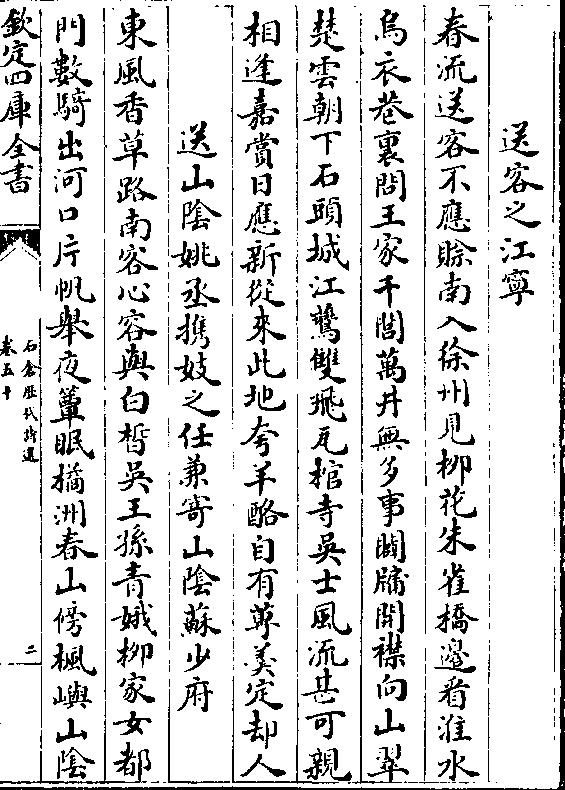 送客之江寧
春流送客不應賒南入徐州見柳花朱雀橋邊看淮水
烏衣巷裏問王家千閭萬井無多事闢牖開襟向山翠
楚雲朝下石頭城江鷰雙飛瓦棺寺吳士風流甚可親
相逢嘉賞日應新從來此地夸羊酪自有蓴羹定却人
送山陰姚丞攜妓之任兼寄山陰蘇少府
東風香草路南客心容與白皙吳王孫青娥柳家女都
門數騎出河口片帆舉夜簟眠橘洲春山傍楓嶼山陰
欽定四庫全書
石倉歷代詩選
卷五十
二